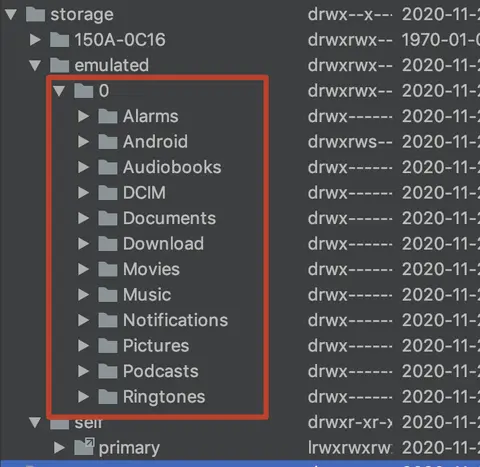 storage drwx--x--- 2020-11-2
150A-0C16 drwxrwx-- 1970-01-0
emulated drwxrwx-- 2020-11-2
0 drwxrwx-- 2020-11-2
Alarms drwx------ 2020-11-2
Android drwxrws-- 2020-11-2
Audiobooks drwx------ 2020-11-2
DCIM drwx------ 2020-11-2
Documents drwx------ 2020-11-2
Download drwx------ 2020-11-2
Movies drwx------ 2020-11-2
Music drwx------ 2020-11-2
Notifications drwx------ 2020-11-2
Pictures drwx------ 2020-11-2
Podcasts drwx------ 2020-11-2
Ringtones drwx------ 2020-11-2
self drwxr-xr-x 2020-11-2
primary lrwxrwxrw 2020-11-2